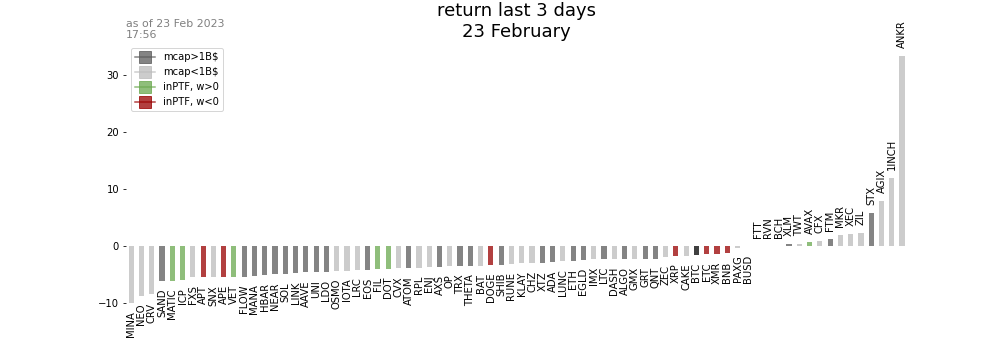 return last 3 days
23 February
as of 23 Feb 2023
17:56
mcap>1B$
mcap<1B$
inPTF, w>0
inPTF, w<0
30
20
10
0
−10
MINA
NEO
CRV
SAND
MATIC
ICP
FXS
APT
SNX
APE
VET
FLOW
MANA
HBAR
NEAR
SOL
LINK
AAVE
UNI
LDO
OSMO
IOTA
LRC
EOS
FIL
DOT
CVX
ATOM
RPL
ENJ
AXS
OP
TRX
THETA
BAT
DOGE
SHIB
RUNE
KLAY
CHZ
XTZ
ADA
LUNC
ETH
EGLD
IMX
LTC
DASH
ALGO
GMX
GRT
QNT
ZEC
XRP
CAKE
BTC
ETC
XMR
BNB
PAXG
BUSD
FTT
RVN
BCH
XLM
TWT
AVAX
CFX
FTM
MKR
XEC
ZIL
STX
AGIX
1INCH
ANKR